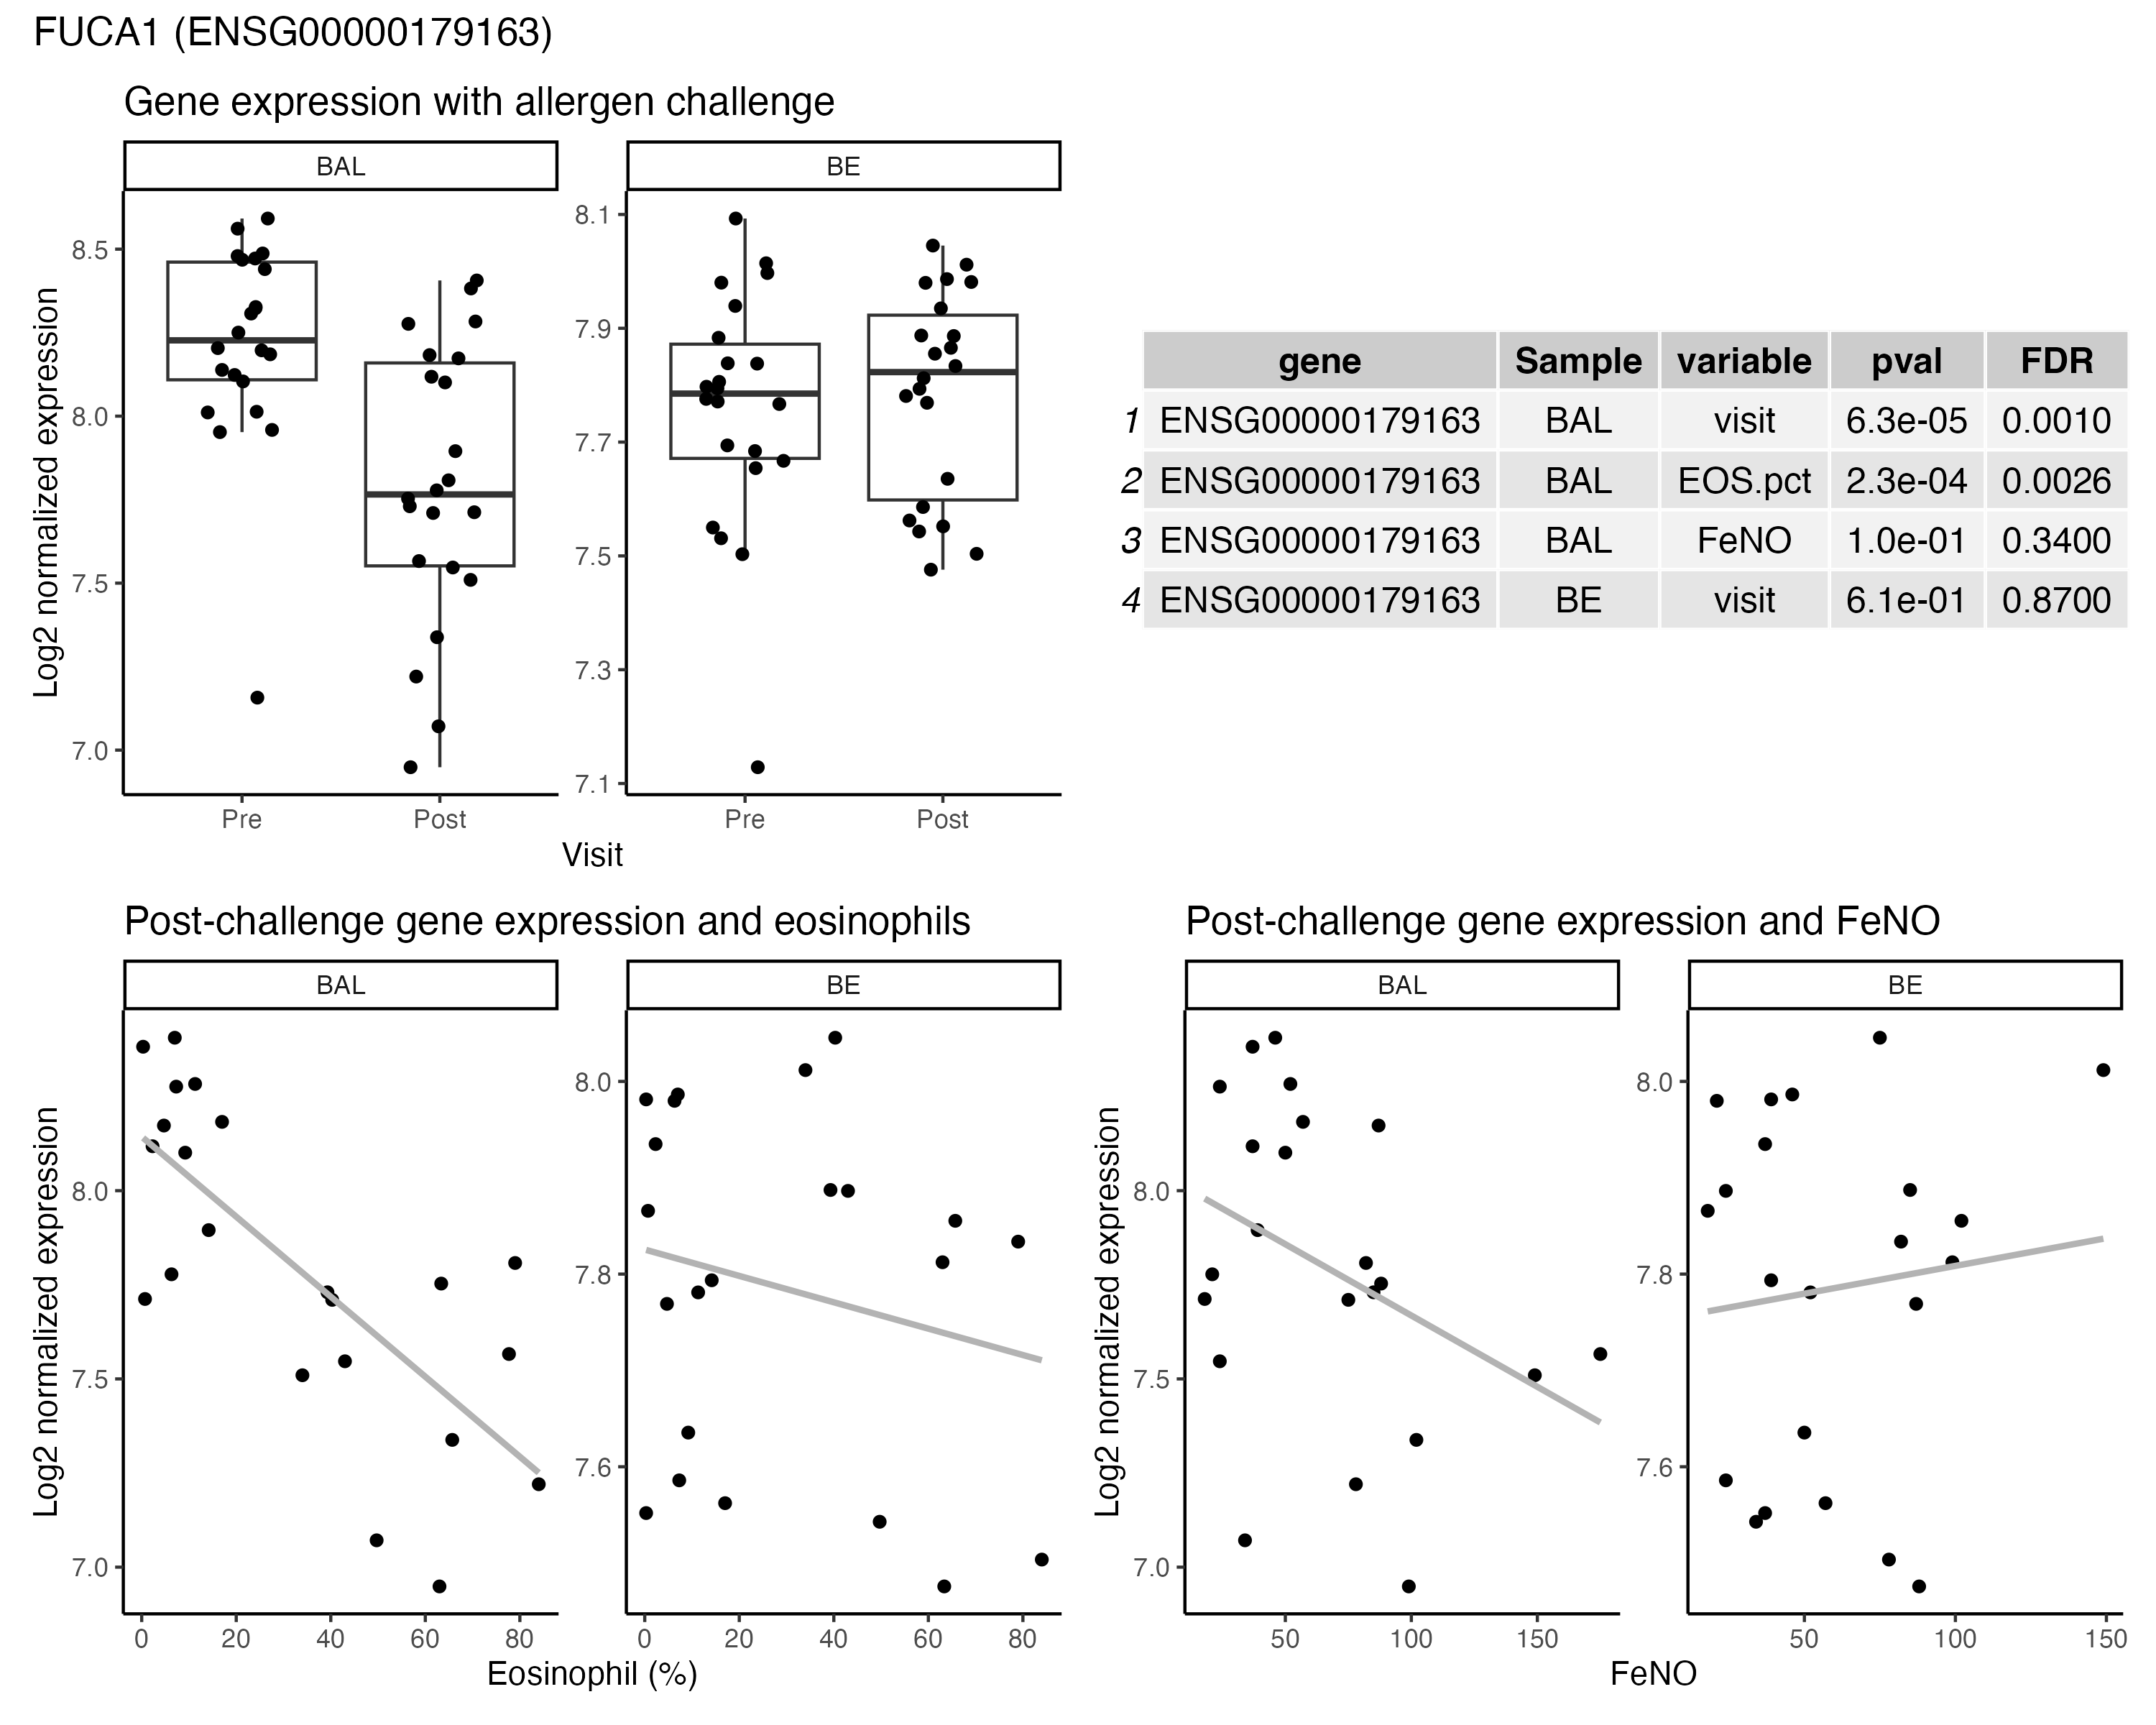 FUCA1 (ENSG00000179163)
Gene expression with allergen challenge
BAL BE
Log2 normalized expression
8.5
8.0
7.5
7.0
8.1
7.9
7.7
7.5
7.3
7.1
Pre Post Pre Post
Visit
gene Sample variable pval FDR
1 ENSG00000179163 BAL visit 6.3e-05 0.0010
2 ENSG00000179163 BAL EOS.pct 2.3e-04 0.0026
3 ENSG00000179163 BAL FeNO 1.0e-01 0.3400
4 ENSG00000179163 BE visit 6.1e-01 0.8700
Post-challenge gene expression and eosinophils
BAL BE
Log2 normalized expression
8.0
7.5
7.0
8.0
7.8
7.6
0 20 40 60 80 0 20 40 60 80
Eosinophil (%)
Post-challenge gene expression and FeNO
BAL BE
Log2 normalized expression
8.0
7.5
7.0
8.0
7.8
7.6
50 100 150 50 100 150
FeNO